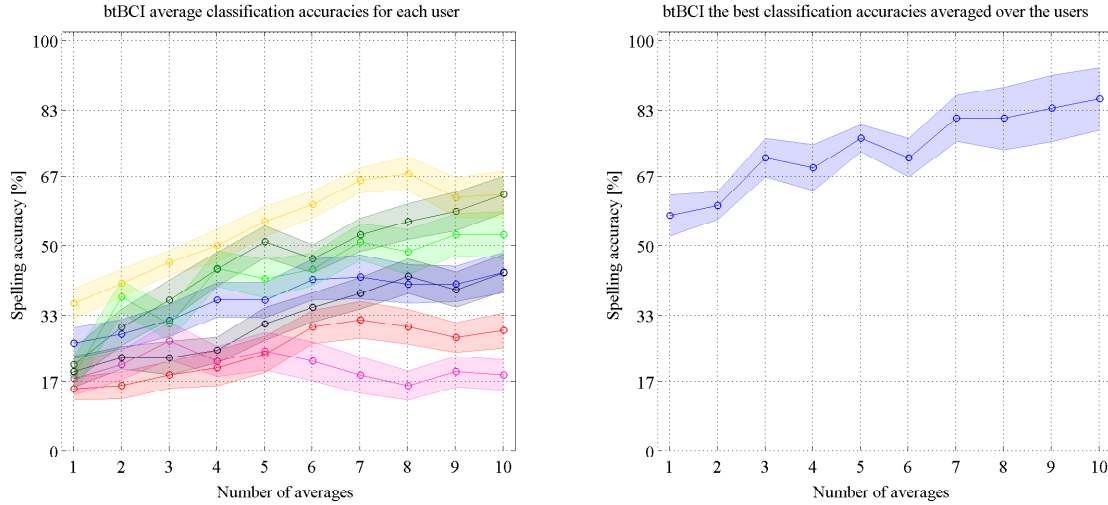 btBCI average classification accuracies for each user
100
83
67
50
33
17
0
Spelling accuracy [%]
1 2 3 4 5 6 7 8 9 10
Number of averages
btBCI the best classification accuracies averaged over the users
100
83
67
50
33
17
0
Spelling accuracy [%]
1 2 3 4 5 6 7 8 9 10
Number of averages